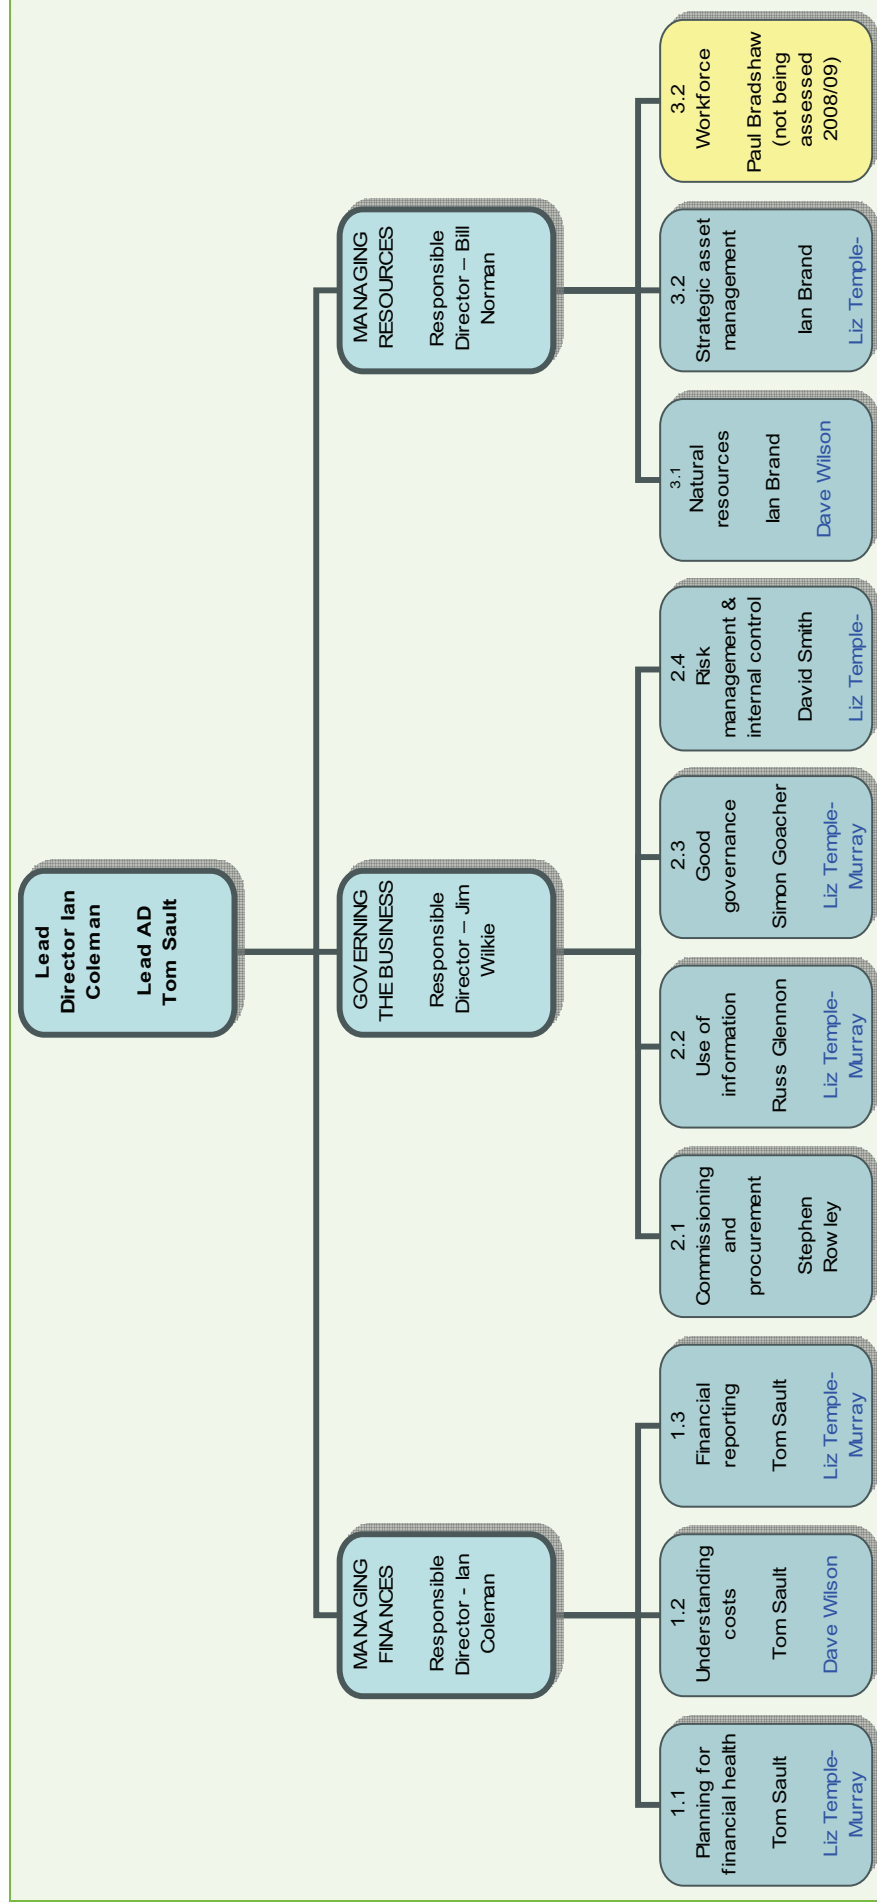 Lead
Director Ian
Coleman
Lead AD
Tom Sault
MANAGING
FINANCES
Responsible
Director - Ian
Coleman
GOVERNING
THE BUSINESS
Responsible
Director – Jim
Wilkie
MANAGING
RESOURCES
Responsible
Director – Bill
Norman
1.1
Planning for
financial health
Tom Sault
Liz Temple-
Murray
1.2
Understanding
costs
Tom Sault
Dave Wilson
1.3
Financial
reporting
Tom Sault
Liz Temple-
Murray
2.1
Commissioning
and
procurement
Stephen
Rowley
2.2
Use of
information
Russ Glennon
Liz Temple-
Murray
2.3
Good
governance
Simon Goacher
Liz Temple-
Murray
2.4
Risk
management &
internal control
David Smith
Liz Temple-
3.1
Natural
resources
Ian Brand
Dave Wilson
3.2
Strategic asset
management
Ian Brand
Liz Temple-
3.2
Workforce
Paul Bradshaw
(not being
assessed
2008/09)